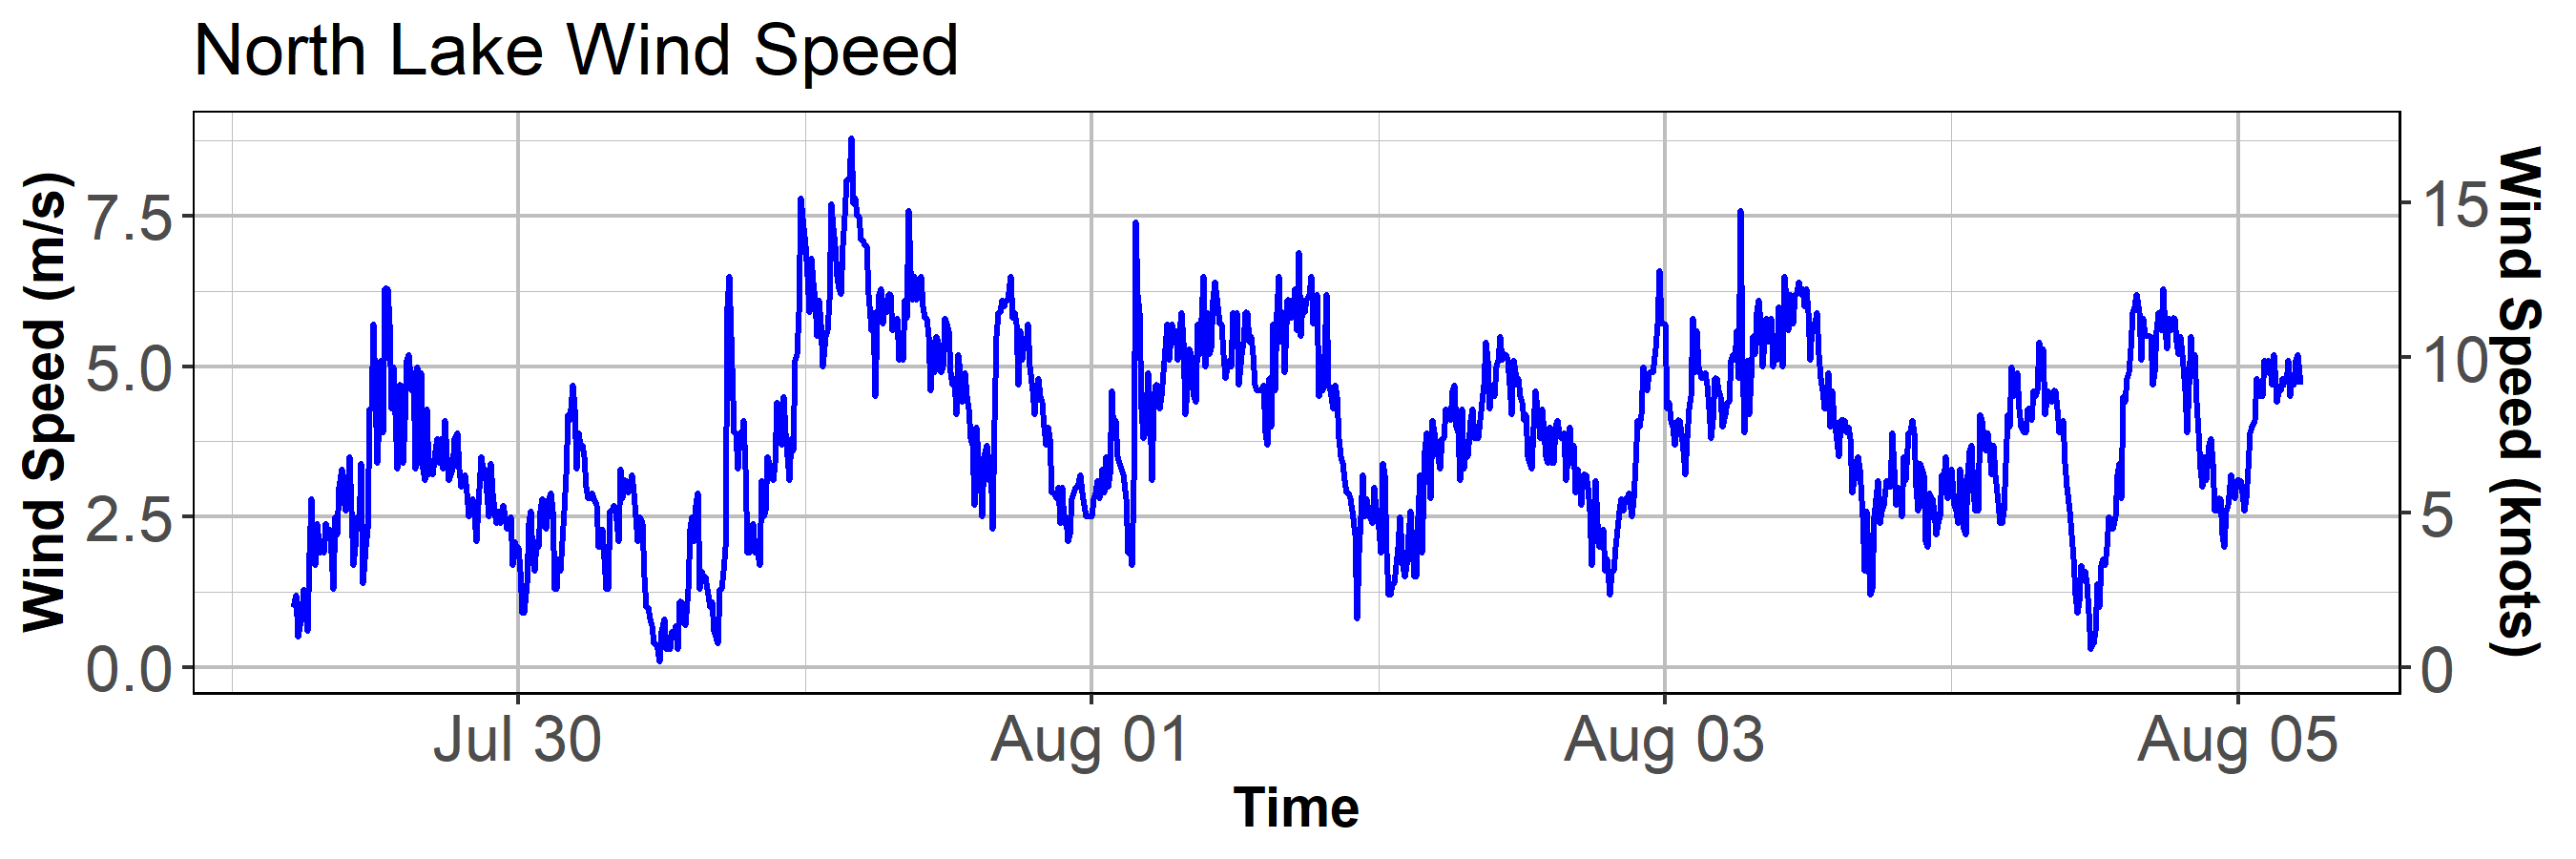 North Lake Wind Speed
Wind Speed (m/s)
7.5
5.0
2.5
0.0
15
10
5
0
Wind Speed (knots)
Jul 30
Aug 01
Aug 03
Aug 05
Time